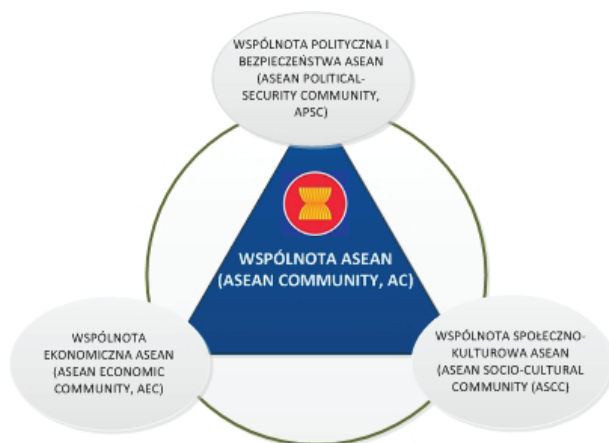 WSPÓLNOTA POLITYCZNA I
BEZPIECZEŃSTWA ASEAN
(ASEAN POLITICAL-
SECURITY COMMUNITY,
APSC)
WSPÓLNOTA ASEAN
(ASEAN COMMUNITY, AC)
WSPÓLNOTA
EKONOMICZNA ASEAN
(ASEAN ECONOMIC
COMMUNITY, AEC)
WSPÓLNOTA SPOŁECZNO-
KULTUROWA ASEAN
(ASEAN SOCIO-CULTURAL
COMMUNITY (ASCC)